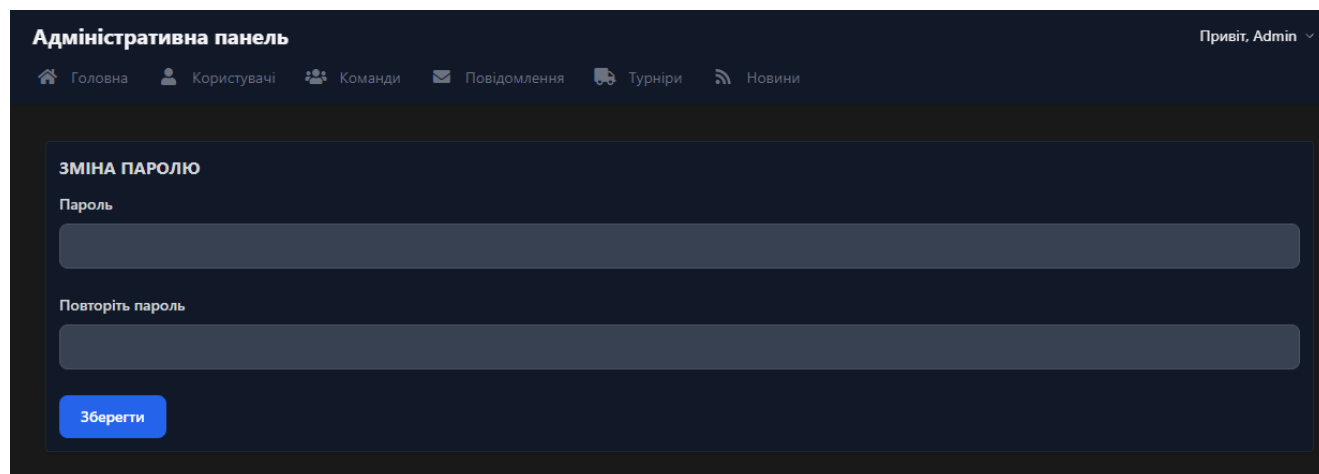 Адміністративна панель
Привіт, Admin
Головна Користувачі Команди Повідомлення Турніри Новини
ЗМІНА ПАРОЛЮ
Пароль
Повторіть пароль
Зберегти